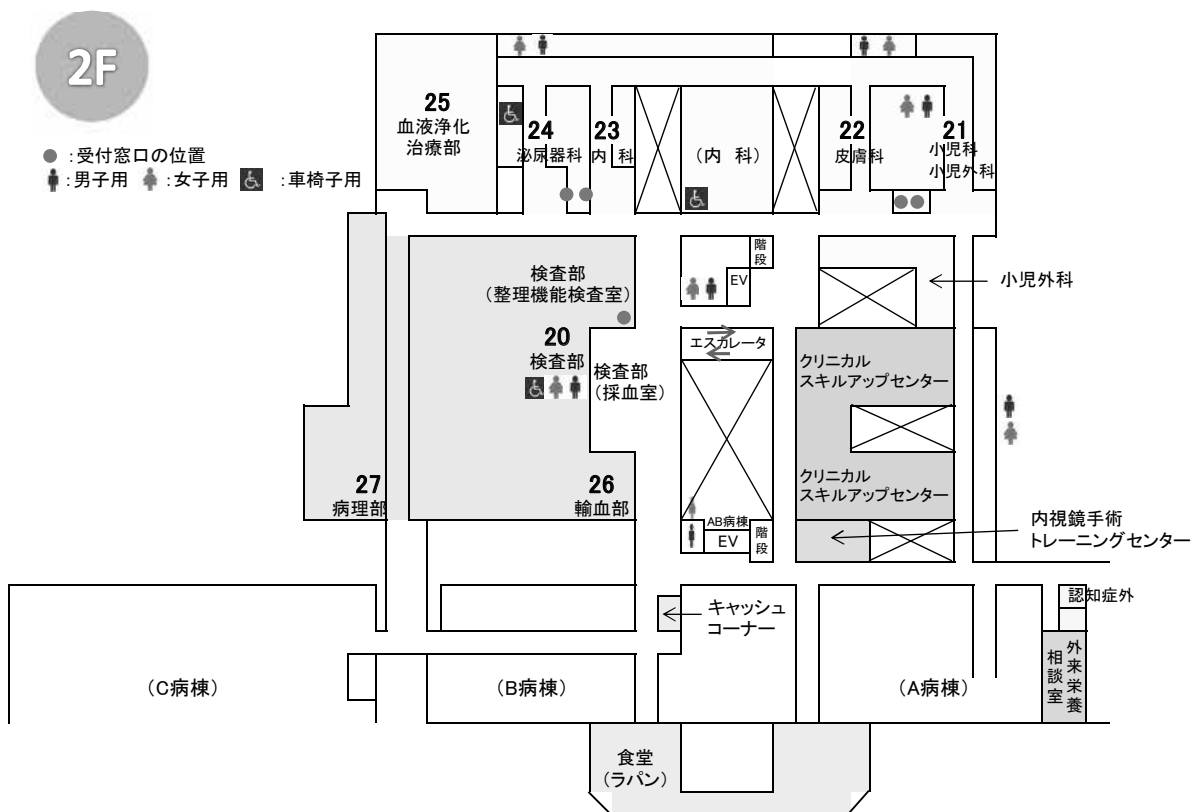 2F
：受付窓口の位置
：男子用 ：女子用 ：車椅子用
25
血液浄化
治療部
24
泌尿器科
23
内 科
（内 科）
22
皮膚科
21
小児科
小児外科
階段
EV
小児外科
検査部
（整理機能検査室）
20
検査部
検査部
（採血室）
エスカレータ
クリニカル
スキルアップセンター
クリニカル
スキルアップセンター
27
病理部
26
輸血部
AB病棟
EV
階段
内視鏡手術
トレーニングセンター
キャッシュ
コーナー
認知症外
外来栄養
相談室
（C病棟）
（B病棟）
（A病棟）
食堂
（ラパン）